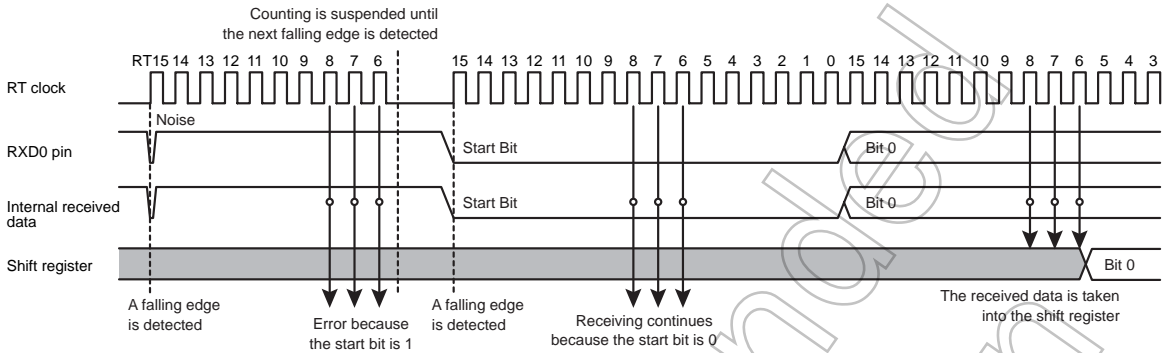 Counting is suspended until
the next falling edge is detected
RT15 14 13 12 11 10 9 8 7 6 15 14 13 12 11 10 9 8 7 6 5 4 3 2 1 0 15 14 13 12 11 10 9 8 7 6 5 4 3
RT clock
Noise
RXD0 pin
Start Bit
Bit 0
Internal received
data
Start Bit
Bit 0
Shift register
Bit 0
A falling edge
is detected
Error because
the start bit is 1
A falling edge
is detected
Receiving continues
because the start bit is 0
The received data is taken
into the shift register